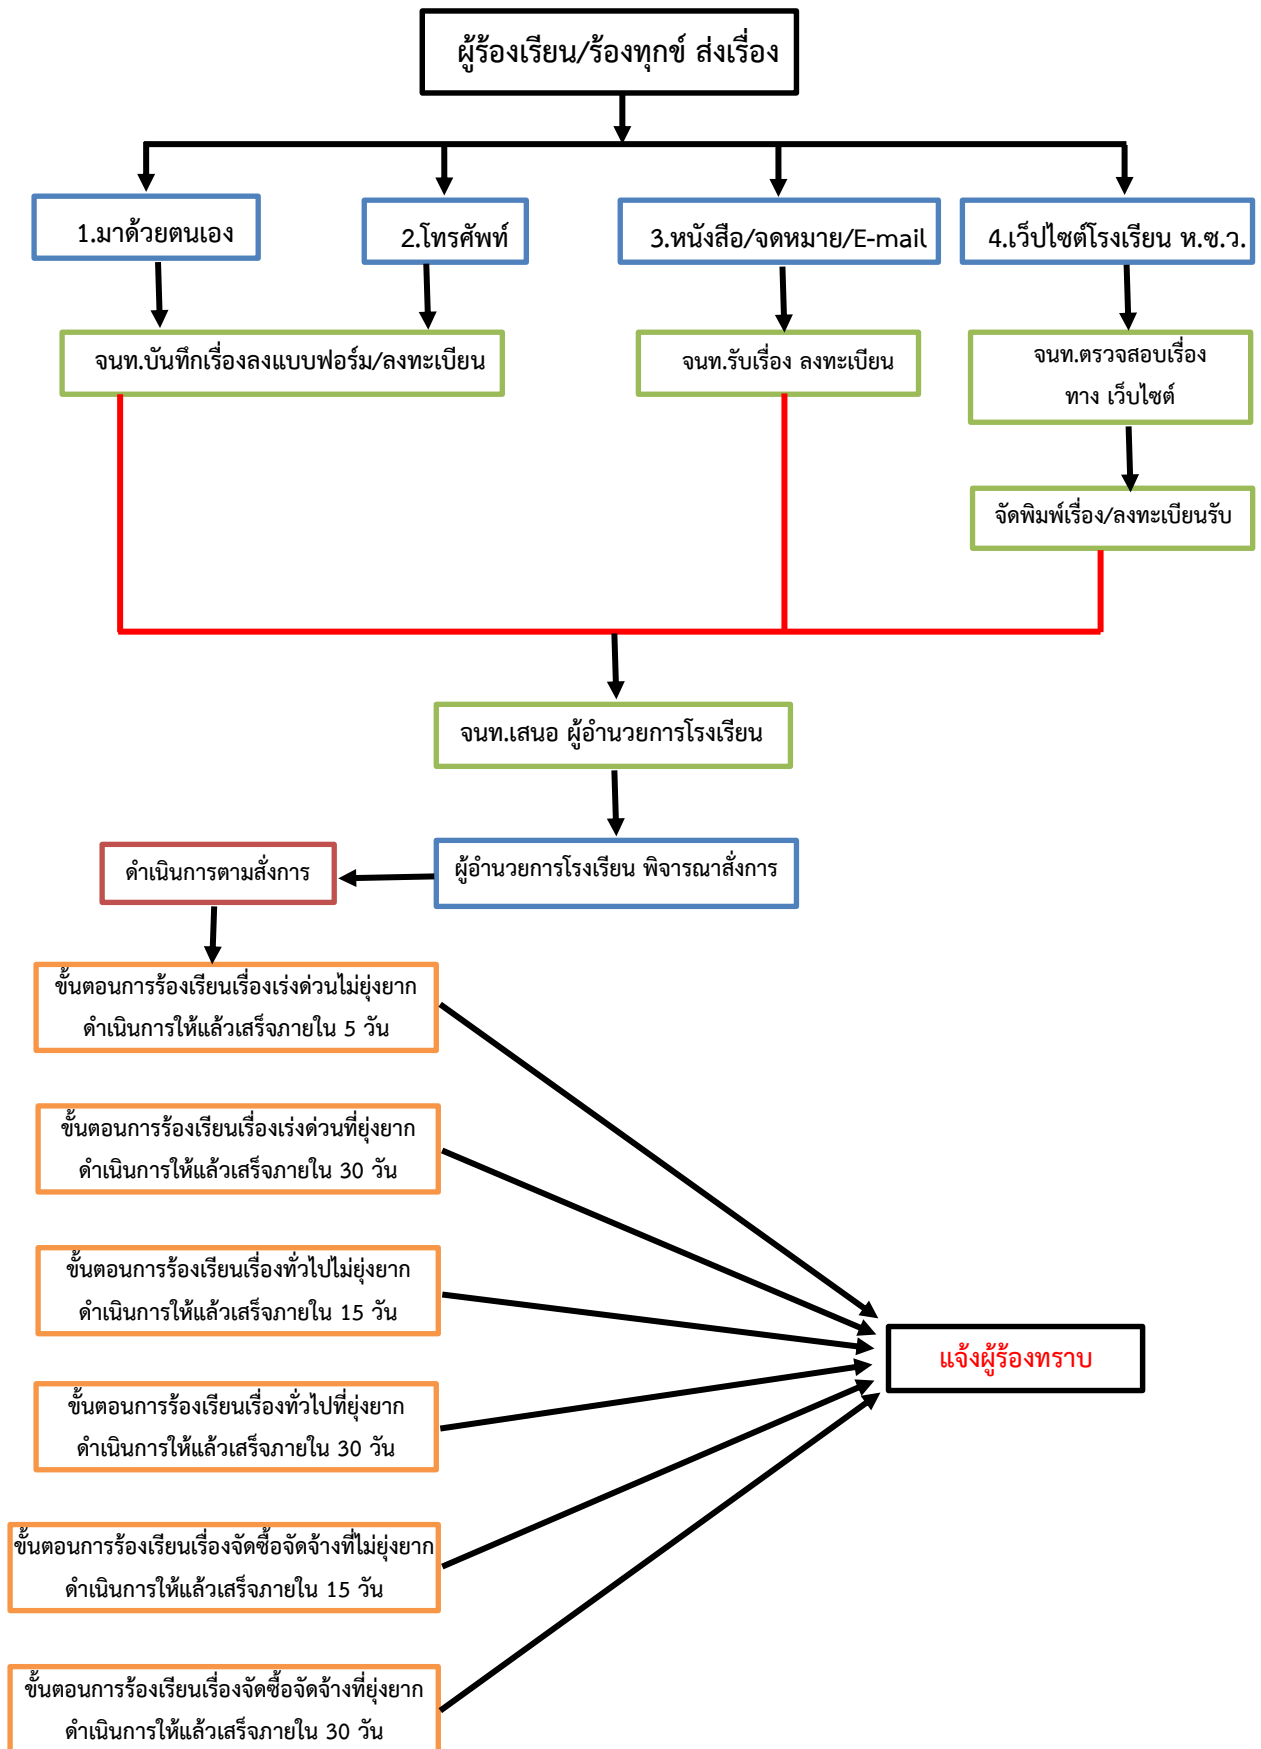 ผู้ร้องเรียน/ร้องทุกข์ ส่งเรื่อง
1.มาด้วยตนเอง
2.โทรศัพท์
3.หนังสือ/จดหมาย/E-mail
4.เว็ปไซต์โรงเรียน ห.ซ.ว.
จนท.บันทึกเรื่องลงแบบฟอร์ม/ลงทะเบียน
จนท.รับเรื่อง ลงทะเบียน
จนท.ตรวจสอบเรื่อง
ทาง เว็บไซต์
จัดพิมพ์เรื่อง/ลงทะเบียนรับ
จนท.เสนอ ผู้อำนวยการโรงเรียน
ดำเนินการตามสั่งการ
ผู้อำนวยการโรงเรียน พิจารณาสั่งการ
ขั้นตอนการร้องเรียนเรื่องเร่งด่วนไม่ยุ่งยาก
ดำเนินการให้แล้วเสร็จภายใน 5 วัน
ขั้นตอนการร้องเรียนเรื่องเร่งด่วนที่ยุ่งยาก
ดำเนินการให้แล้วเสร็จภายใน 30 วัน
ขั้นตอนการร้องเรียนเรื่องทั่วไปไม่ยุ่งยาก
ดำเนินการให้แล้วเสร็จภายใน 15 วัน
แจ้งผู้ร้องทราบ
ขั้นตอนการร้องเรียนเรื่องทั่วไปที่ยุ่งยาก
ดำเนินการให้แล้วเสร็จภายใน 30 วัน
ขั้นตอนการร้องเรียนเรื่องจัดซื้อจัดจ้างที่ไม่ยุ่งยาก
ดำเนินการให้แล้วเสร็จภายใน 15 วัน
ขั้นตอนการร้องเรียนเรื่องจัดซื้อจัดจ้างที่ยุ่งยาก
ดำเนินการให้แล้วเสร็จภายใน 30 วัน